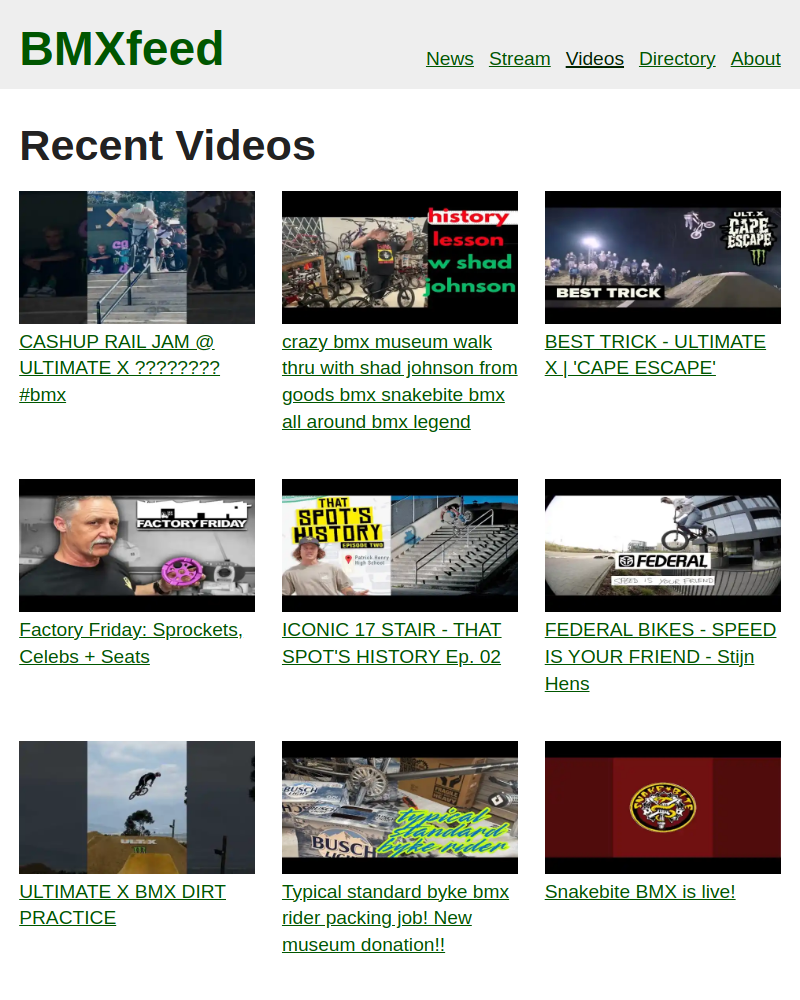 BMXfeed
News Stream Videos Directory About
Recent Videos
history
lesson
w shad
johnson
ULT. X
CAPE
ESCAPE
BEST TRICK
CASHUP RAIL JAM @
ULTIMATE X ????????
#bmx
crazy bmx museum walk
thru with shad johnson from
goods bmx snakebite bmx
all around bmx legend
BEST TRICK - ULTIMATE
X | 'CAPE ESCAPE'
FACTORY FRIDAY
THAT
SPOT'S
HISTORY
EPISODE TWO
Patrick Henry
High School
FEDERAL
SPEED IS YOUR FRIEND
Factory Friday: Sprockets,
Celebs + Seats
ICONIC 17 STAIR - THAT
SPOT'S HISTORY Ep. 02
FEDERAL BIKES - SPEED
IS YOUR FRIEND - Stijn
Hens
BUSCH
LIGHT
BUSCH
typical
standard
byke rider
SNAKE BITE
ULTIMATE X BMX DIRT
PRACTICE
Typical standard byke bmx
rider packing job! New
museum donation!!
Snakebite BMX is live!